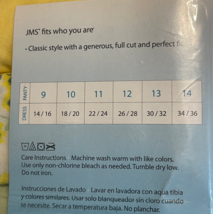 JMS® fits who you are
- Classic style with a generous, full cut and perfect
PANTY 9 10 11 12 13 14
DRESS 14 / 16 18 / 20 22 / 24 26 / 28 30 / 32 34 / 36
Care Instructions Machine wash warm with like colors.
Use only non-chlorine bleach as needed. Tumble dry low.
Do not iron.
Instrucciones de Lavado Lavar en lavadora con agua tibia
y colores similares. Usar solo blanqueador sin cloro cuando
se necesite. Secar a temperatura baja. No planchar.